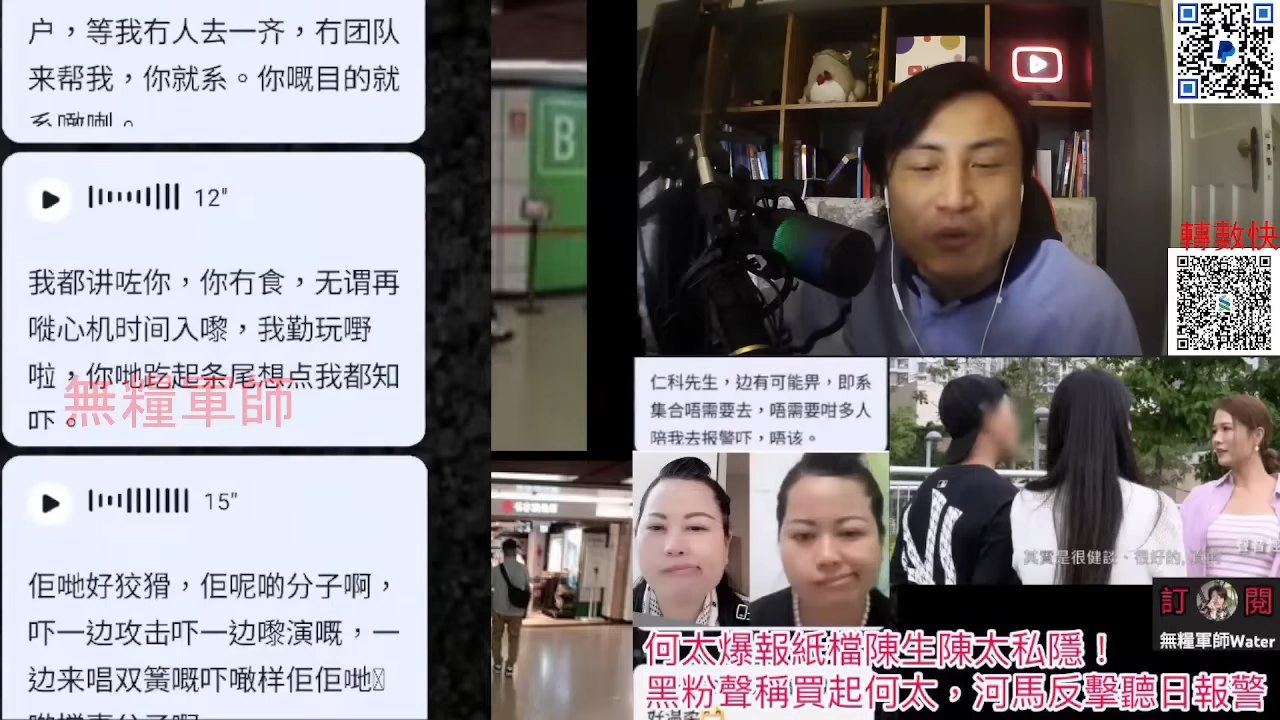 户，等我冇人去一齐，冇团队
来帮我，你就系。你嘅目的就
系噉喇。
12"
我都讲咗你，你冇食，无谓再
嘥心机时间入嚟，我勤玩嘢
啦，你哋跄起条尾想点我都知
吓。
無糧軍師
15"
佢哋好狡猾，佢呢啲分子啊，
吓一边攻击吓一边嚟演嘅，一
边来唱双簧嘅吓噉样佢佢哋
B
轉數快
仁科先生，边有可能畀，即系
集合唔需要去，唔需要咁多人
陪我去报警吓，唔该。
其實是很健談、很好的,
訂 閱
無糧軍師Water
何太爆報紙檔陳生陳太私隱！
黑粉聲稱買起何太，河馬反擊聽日報警